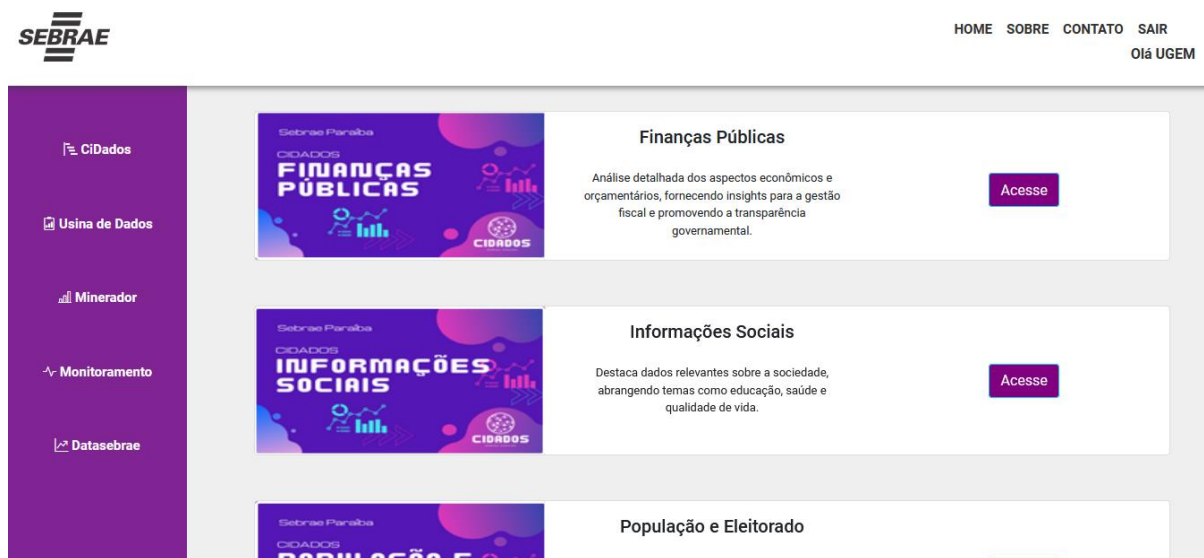 SEBRAE
HOME SOBRE CONTATO SAIR
Olá UGEM
CiDados
Usina de Dados
Minerador
Monitoramento
Datasebrae
Sebrae Paraíba
CIDADOS
FINANÇAS
PÚBLICAS
CIDADOS
Finanças Públicas
Análise detalhada dos aspectos econômicos e
orçamentários, fornecendo insights para a gestão
fiscal e promovendo a transparência
governamental.
Acesse
Sebrae Paraíba
CIDADOS
INFORMAÇÕES
SOCIAIS
CIDADOS
Informações Sociais
Destaca dados relevantes sobre a sociedade,
abrangendo temas como educação, saúde e
qualidade de vida.
Acesse
Sebrae Paraíba
CIDADOS
POPULAÇÃO E
População e Eleitorado